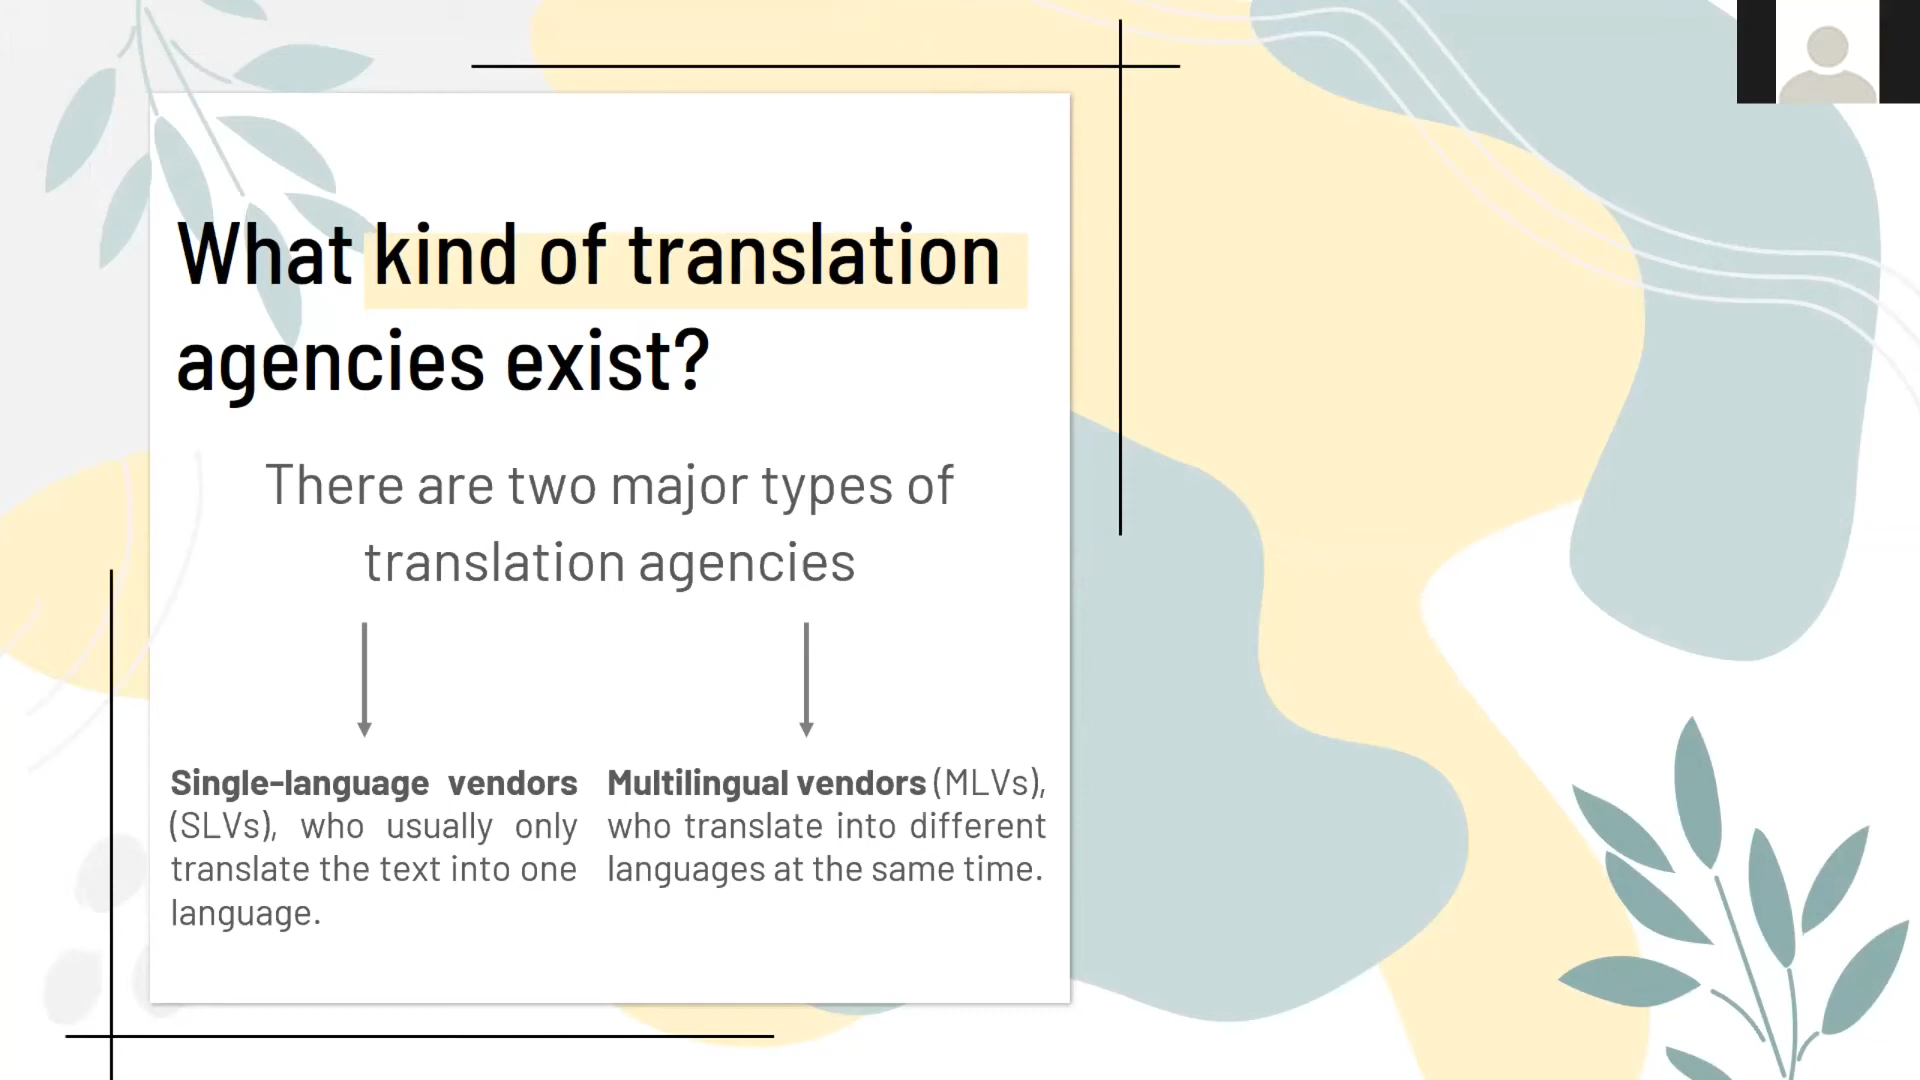 What kind of translation
agencies exist?
There are two major types of
translation agencies
Single-language vendors
(SLVs), who usually only
translate the text into one
language.
Multilingual vendors (MLVs),
who translate into different
languages at the same time.